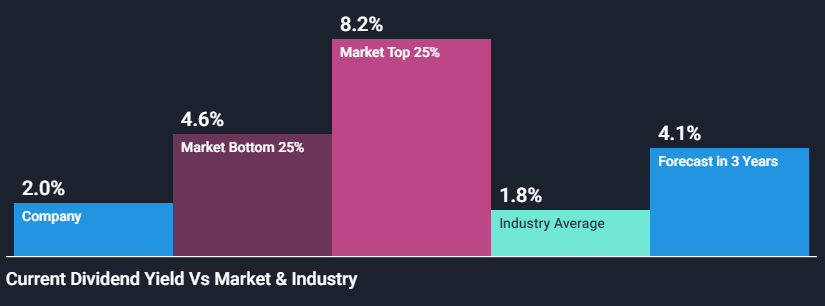 2.0%
Company
4.6%
Market Bottom 25%
8.2%
Market Top 25%
1.8%
Industry Average
4.1%
Forecast in 3 Years
Current Dividend Yield Vs Market & Industry